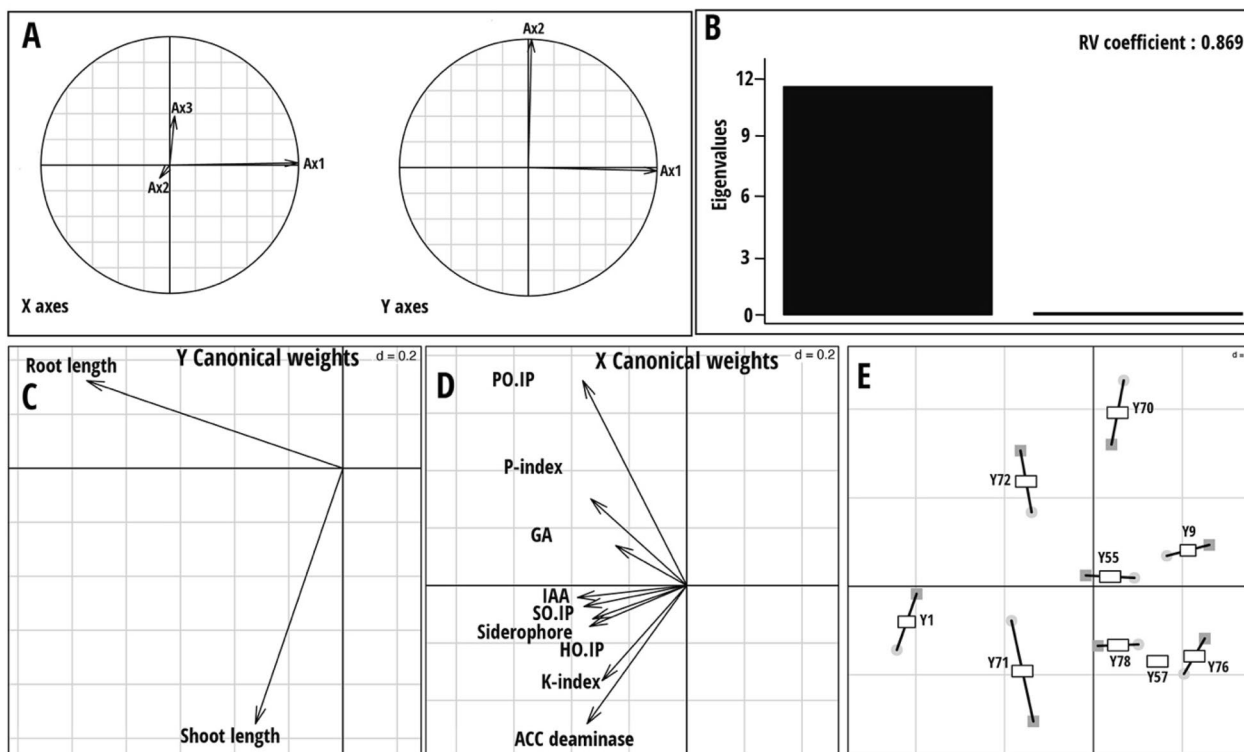 A
Ax3
Ax1
Ax2
X axes
Ax2
Ax1
Y axes
B
RV coefficient : 0.869
Eigenvalues
12
9
6
3
0
Y Canonical weights
d = 0.2
Root length
C
Shoot length
X Canonical weights
d = 0.2
D
PO.IP
P-index
GA
IAA
SO.IP
Siderophore
HO.IP
K-index
ACC deaminase
d =
E
Y70
Y72
Y9
Y55
Y1
Y71
Y78
Y57
Y76